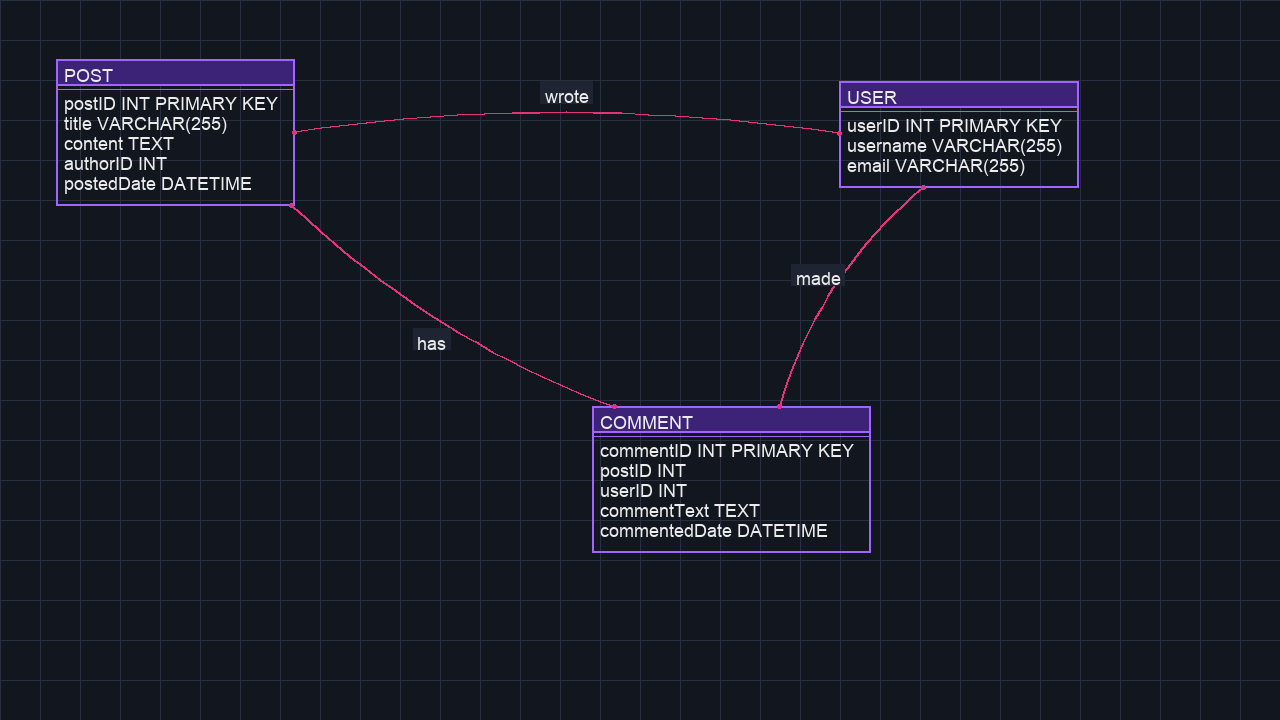 POST
postID INT PRIMARY KEY
title VARCHAR(255)
content TEXT
authorID INT
postedDate DATETIME
wrote
USER
userID INT PRIMARY KEY
username VARCHAR(255)
email VARCHAR(255)
made
has
COMMENT
commentID INT PRIMARY KEY
postID INT
userID INT
commentText TEXT
commentedDate DATETIME